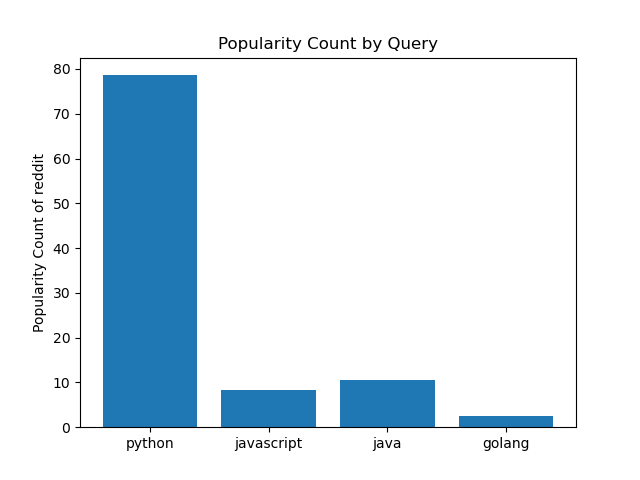 Popularity Count by Query
Popularity Count of reddit
80
70
60
50
40
30
20
10
0
python
javascript
java
golang